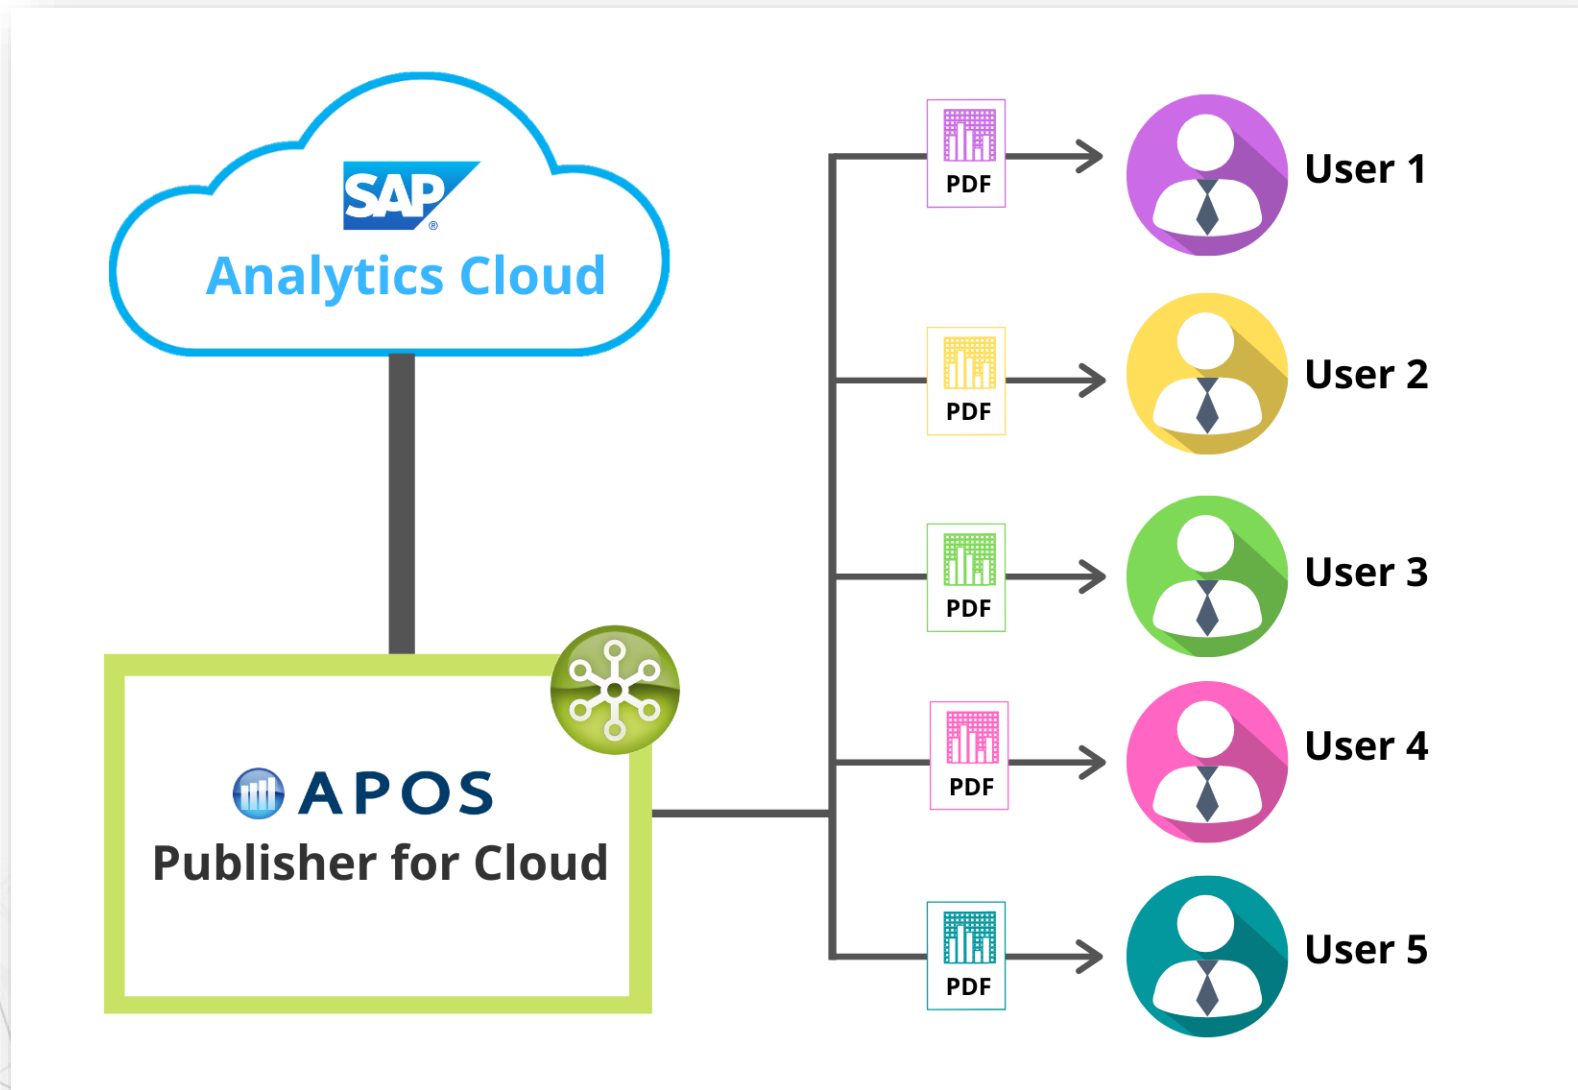 SAP
®
Analytics Cloud
APOS
Publisher for Cloud
PDF
User 1
PDF
User 2
PDF
User 3
PDF
User 4
PDF
User 5